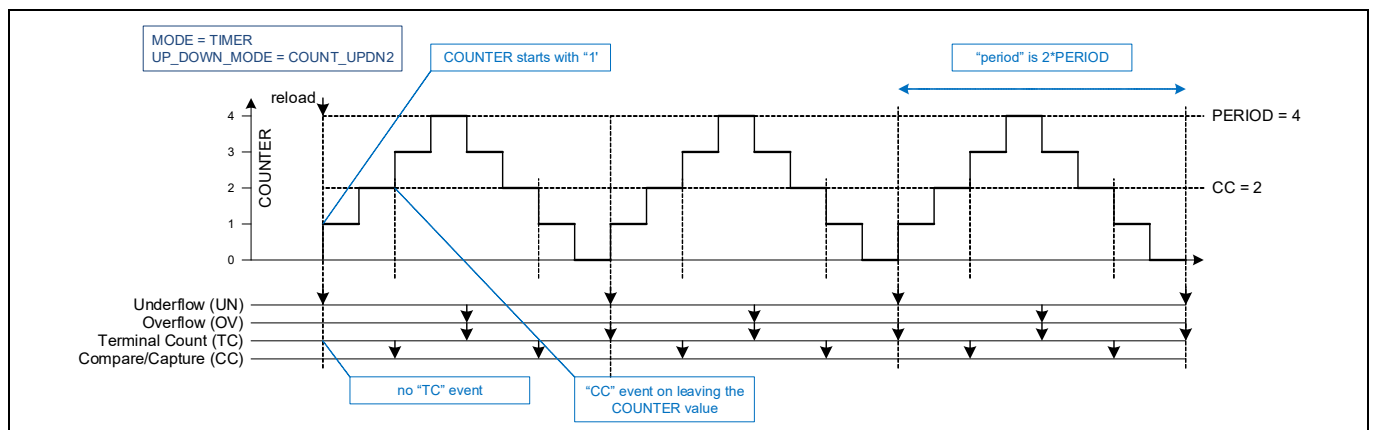 MODE = TIMER
UP_DOWN_MODE = COUNT_UPDN2
COUNTER starts with “1’
“period” is 2*PERIOD
reload
COUNTER
4
3
2
1
0
PERIOD = 4
CC = 2
Underflow (UN)
Overflow (OV)
Terminal Count (TC)
Compare/Capture (CC)
no “TC” event
“CC” event on leaving the
COUNTER value